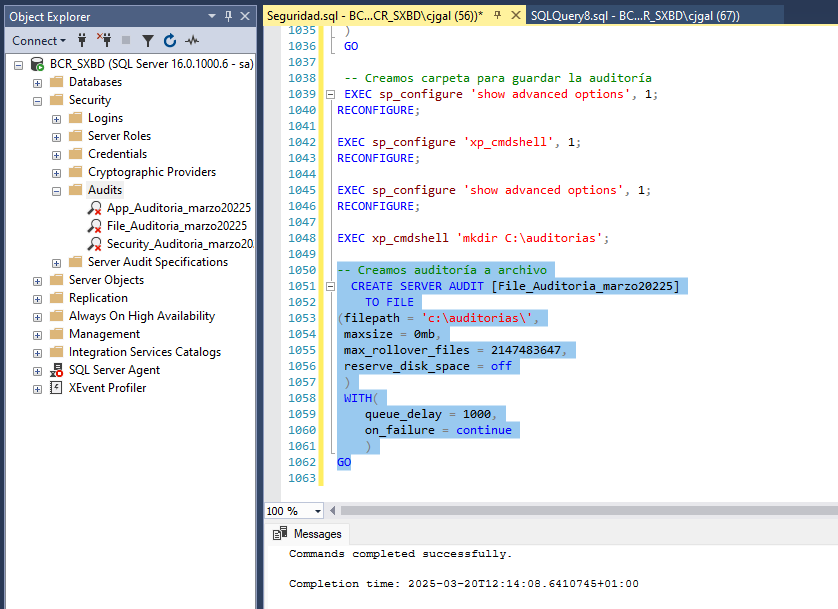 Object Explorer
Connect
BCR_SXBD (SQL Server 16.0.1000.6 - sa)
Databases
Security
Logins
Server Roles
Credentials
Cryptographic Providers
Audits
App_Auditoria_marzo20225
File_Auditoria_marzo20225
Security_Auditoria_marzo20
Server Audit Specifications
Server Objects
Replication
Always On High Availability
Management
Integration Services Catalogs
SQL Server Agent
XEvent Profiler
Seguridad.sql - BC...CR_SXBD\cjgal (56))*
SQLQuery8.sql - BC...R_SXBD\cjgal (67))
1035 )
1036 GO
1037
1038 -- Creamos carpeta para guardar la auditoría
1039 EXEC sp_configure 'show advanced options', 1;
1040 RECONFIGURE;
1041
1042 EXEC sp_configure 'xp_cmdshell', 1;
1043 RECONFIGURE;
1044
1045 EXEC sp_configure 'show advanced options', 1;
1046 RECONFIGURE;
1047
1048 EXEC xp_cmdshell 'mkdir C:\auditorias';
1049
1050 -- Creamos auditoría a archivo
1051 CREATE SERVER AUDIT [File_Auditoria_marzo20225]
1052 TO FILE
1053 (filepath = 'c:\auditorias\',
1054 maxsize = 0mb,
1055 max_rollover_files = 2147483647,
1056 reserve_disk_space = off
1057 )
1058 WITH(
1059 queue_delay = 1000,
1060 on_failure = continue
1061 )
1062 GO
1063
100 %
Messages
Commands completed successfully.
Completion time: 2025-03-20T12:14:08.6410745+01:00